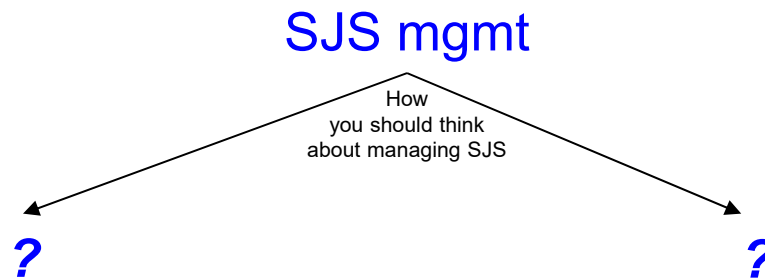 SJS mgmt
How
you should think
about managing SJS
? ?